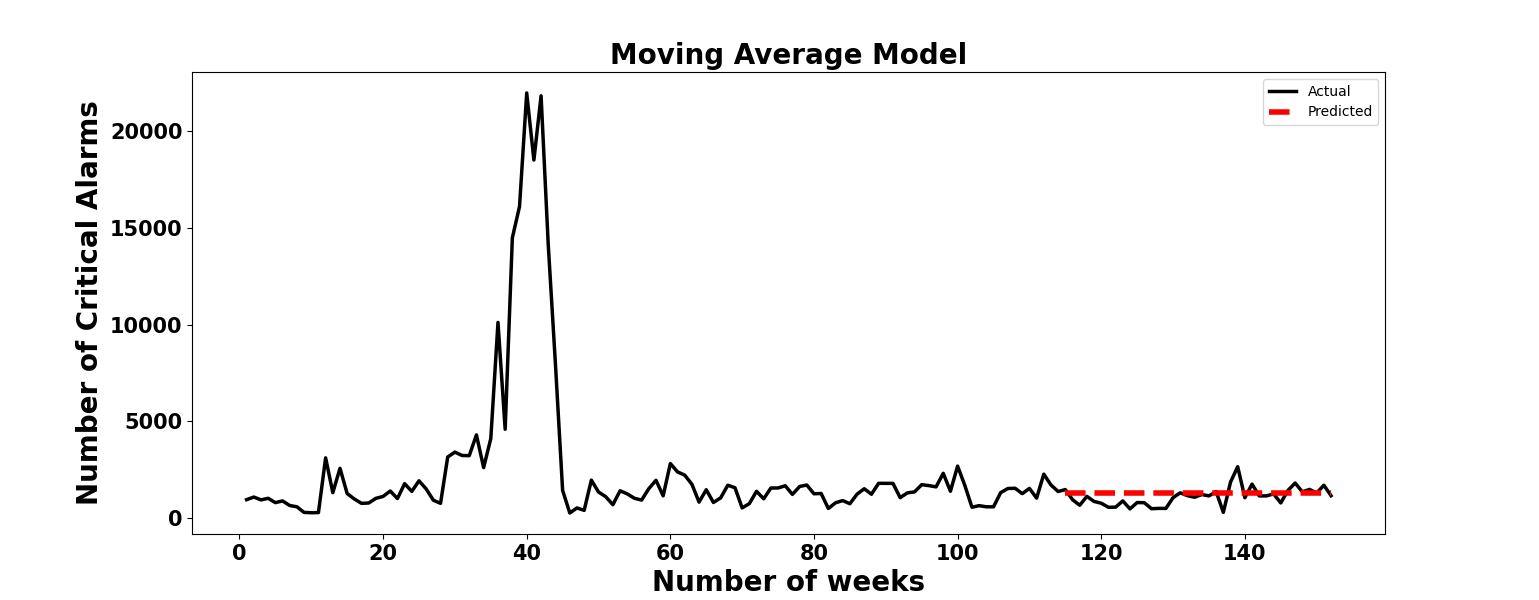 Moving Average Model
Actual
Predicted
Number of Critical Alarms
20000
15000
10000
5000
0
0 20 40 60 80 100 120 140
Number of weeks